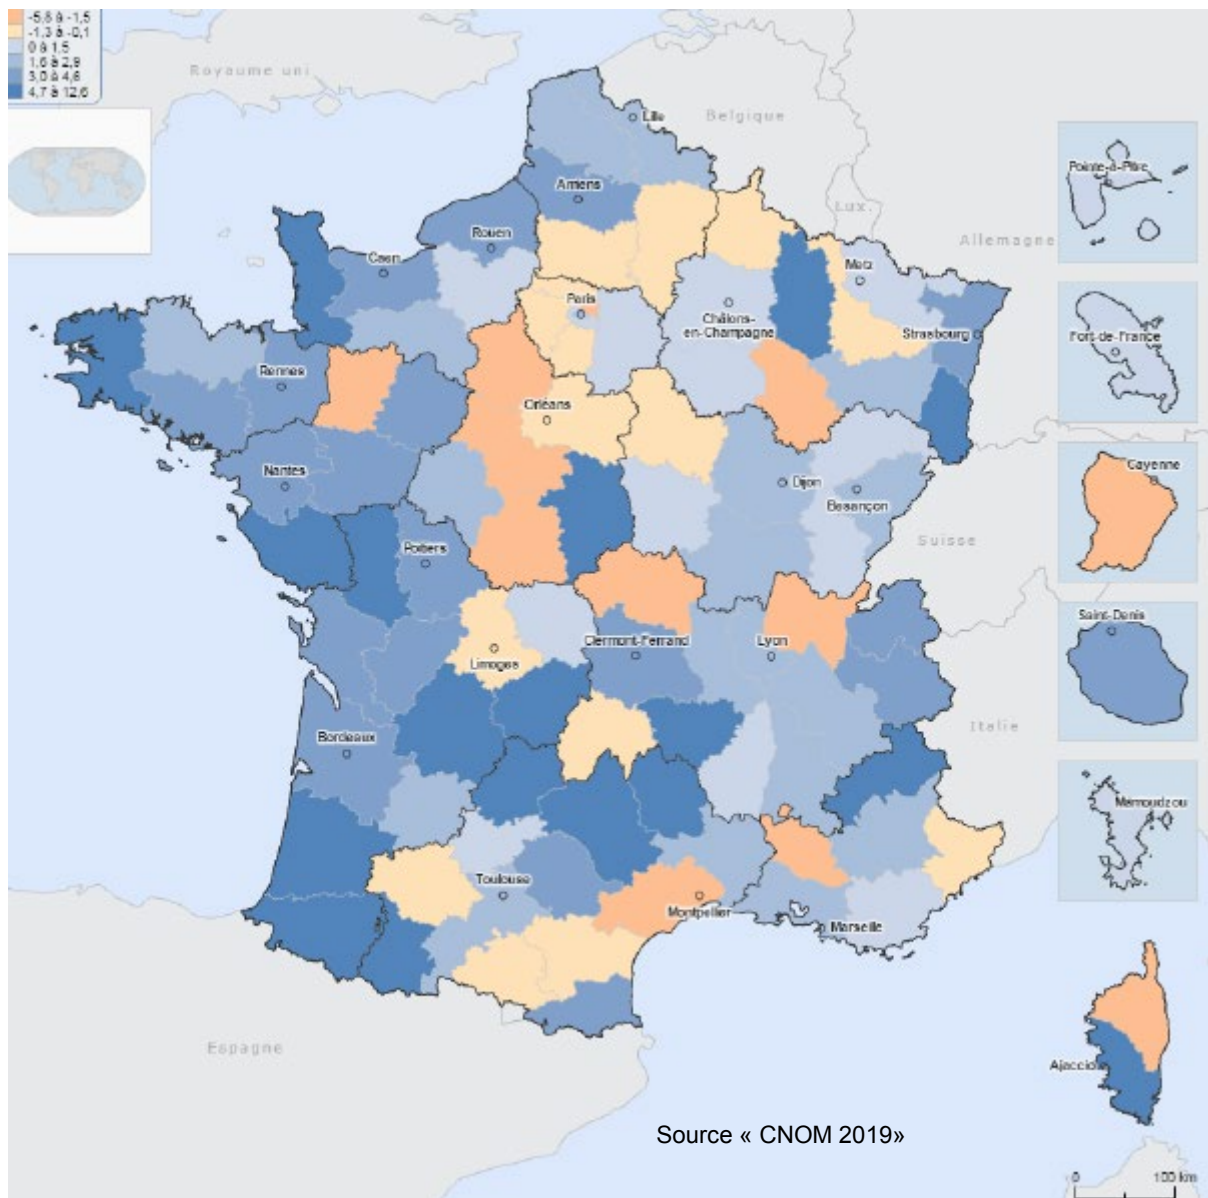 -5,8 à -1,5
-1,3 à -0,1
0 à 1,5
1,6 à 2,9
3,0 à 4,6
4,7 à 12,6
Royaume uni
Lille
Belgique
Pointe-à-Pitre
Amiens
Lux.
Rouen
Allemagne
Caen
Metz
Paris
Châlons-
en-Champagne
Strasbourg
Fort-de-France
Rennes
Orléans
Nantes
Dijon
Besançon
Cayenne
Poitiers
Suisse
Saint-Denis
Clermont-Ferrand
Lyon
Limoges
Italie
Bordeaux
Mamoudzou
Toulouse
Montpellier
Marseille
Espagne
Ajaccio
Source « CNOM 2019»
0 100 km